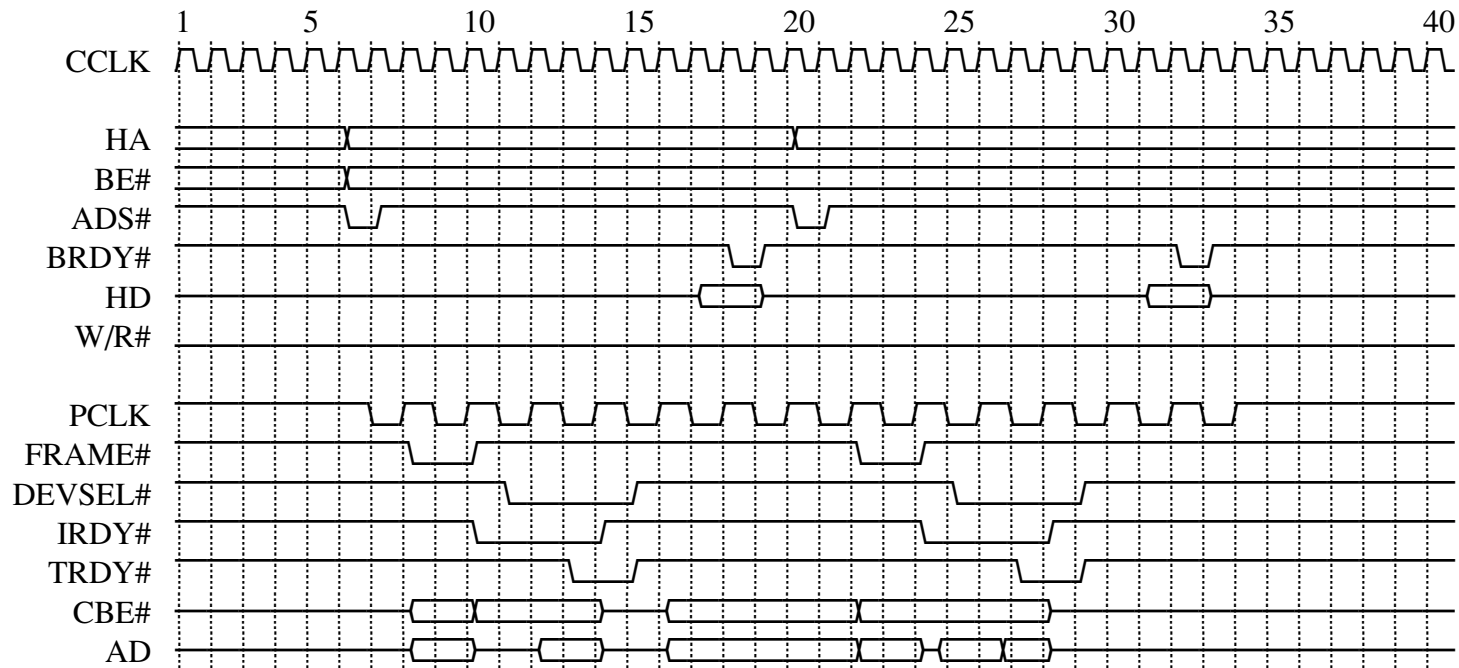 1 5 10 15 20 25 30 35 40
CCLK
HA
BE#
ADS#
BRDY#
HD
W/R#
PCLK
FRAME#
DEVSEL#
IRDY#
TRDY#
CBE#
AD